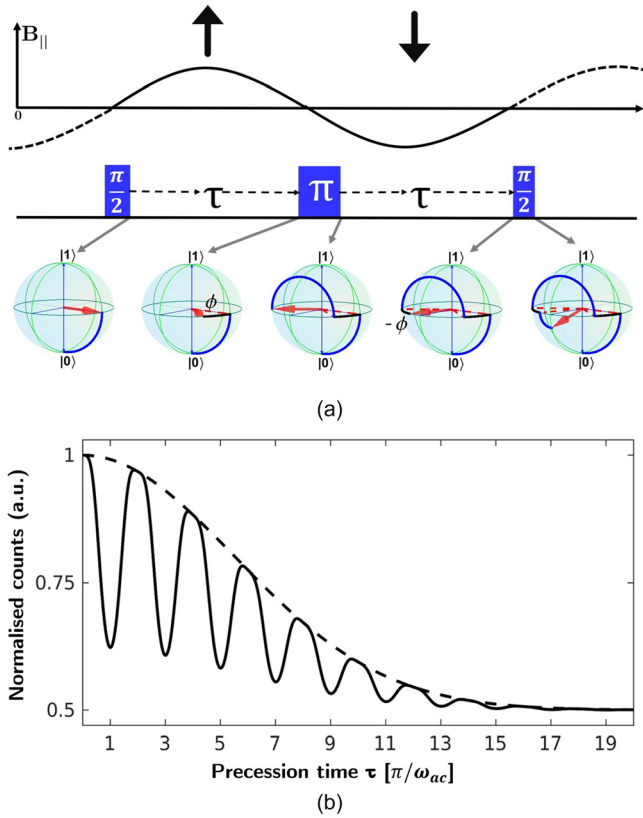 B||
0
π/2 τ π τ π/2
|1⟩ |1⟩ |1⟩ |1⟩ |1⟩
ϕ -ϕ
|0⟩ |0⟩ |0⟩ |0⟩ |0⟩
(a)
Normalised counts (a.u.)
1
0.75
0.5
1 3 5 7 9 11 13 15 17 19
Precession time τ [π/ωac]
(b)